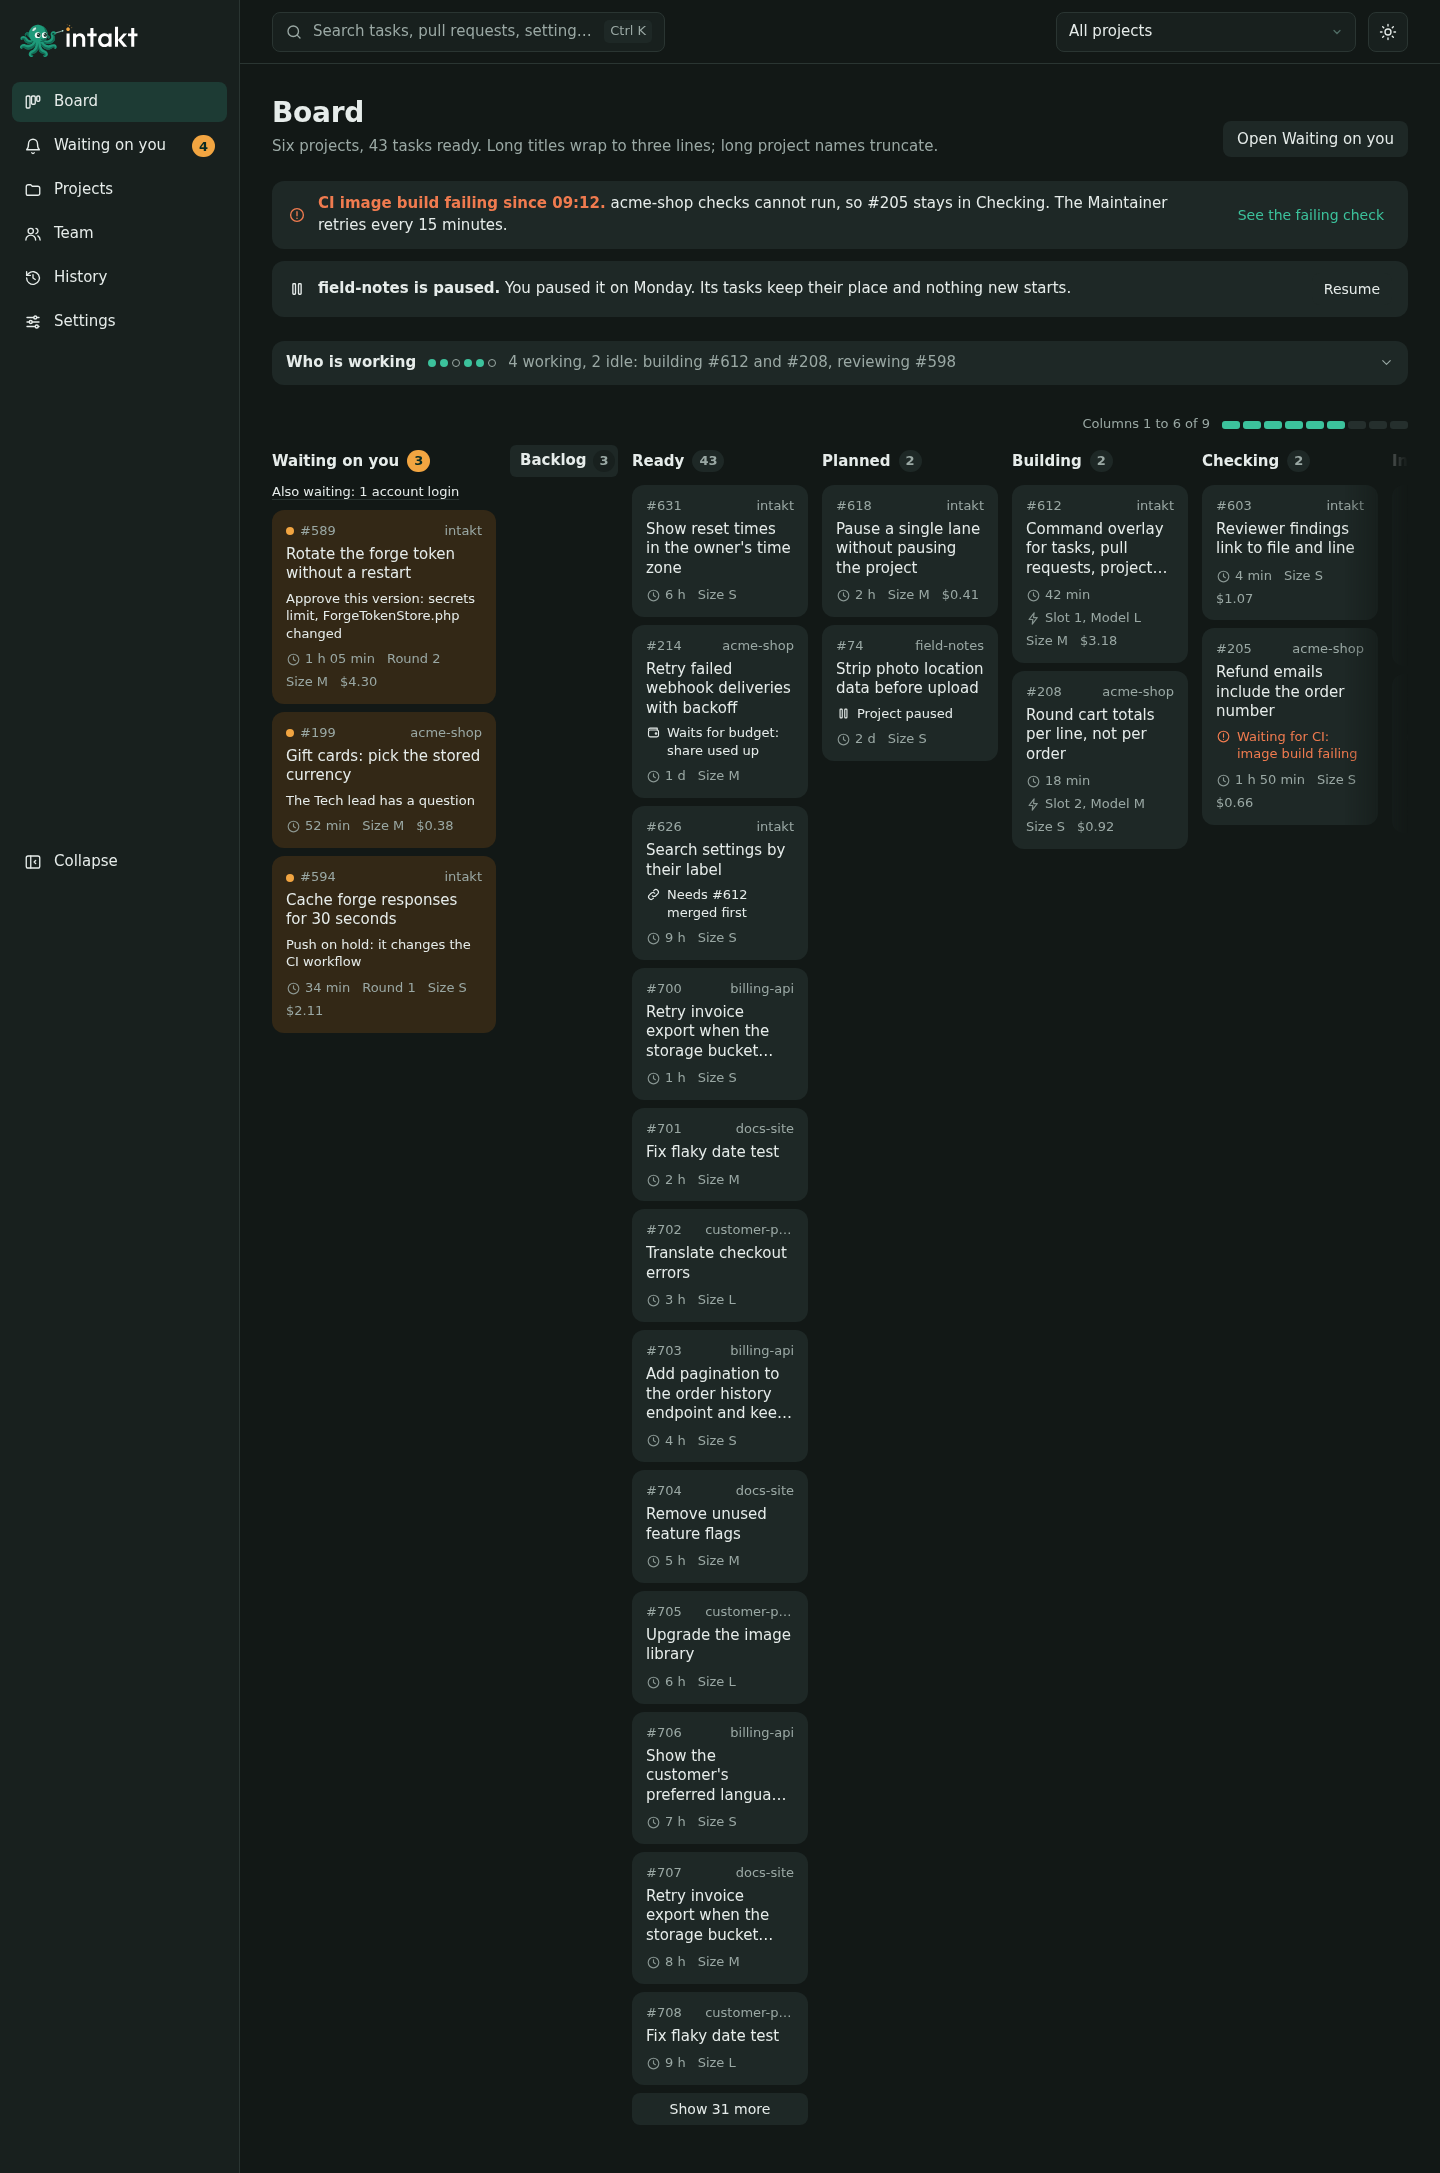 intakt
Search tasks, pull requests, setting… Ctrl K
All projects
Board
Waiting on you 4
Projects
Team
History
Settings
Collapse
Board
Six projects, 43 tasks ready. Long titles wrap to three lines; long project names truncate.
Open Waiting on you
CI image build failing since 09:12. acme-shop checks cannot run, so #205 stays in Checking. The Maintainer
retries every 15 minutes.
See the failing check
field-notes is paused. You paused it on Monday. Its tasks keep their place and nothing new starts.
Resume
Who is working 4 working, 2 idle: building #612 and #208, reviewing #598
Columns 1 to 6 of 9
Waiting on you 3
Also waiting: 1 account login
#589 intakt
Rotate the forge token
without a restart
Approve this version: secrets
limit, ForgeTokenStore.php
changed
1 h 05 min Round 2
Size M $4.30
#199 acme-shop
Gift cards: pick the stored
currency
The Tech lead has a question
52 min Size M $0.38
#594 intakt
Cache forge responses
for 30 seconds
Push on hold: it changes the
CI workflow
34 min Round 1 Size S
$2.11
Backlog 3
Ready 43
#631 intakt
Show reset times
in the owner's time
zone
6 h Size S
#214 acme-shop
Retry failed
webhook deliveries
with backoff
Waits for budget:
share used up
1 d Size M
#626 intakt
Search settings by
their label
Needs #612
merged first
9 h Size S
#700 billing-api
Retry invoice
export when the
storage bucket…
1 h Size S
#701 docs-site
Fix flaky date test
2 h Size M
#702 customer-p…
Translate checkout
errors
3 h Size L
#703 billing-api
Add pagination to
the order history
endpoint and kee…
4 h Size S
#704 docs-site
Remove unused
feature flags
5 h Size M
#705 customer-p…
Upgrade the image
library
6 h Size L
#706 billing-api
Show the
customer's
preferred langua…
7 h Size S
#707 docs-site
Retry invoice
export when the
storage bucket…
8 h Size M
#708 customer-p…
Fix flaky date test
9 h Size L
Show 31 more
Planned 2
#618 intakt
Pause a single lane
without pausing
the project
2 h Size M $0.41
#74 field-notes
Strip photo location
data before upload
Project paused
2 d Size S
Building 2
#612 intakt
Command overlay
for tasks, pull
requests, project…
42 min
Slot 1, Model L
Size M $3.18
#208 acme-shop
Round cart totals
per line, not per
order
18 min
Slot 2, Model M
Size S $0.92
Checking 2
#603 intakt
Reviewer findings
link to file and line
4 min Size S
$1.07
#205 acme-shop
Refund emails
include the order
number
Waiting for CI:
image build failing
1 h 50 min Size S
$0.66